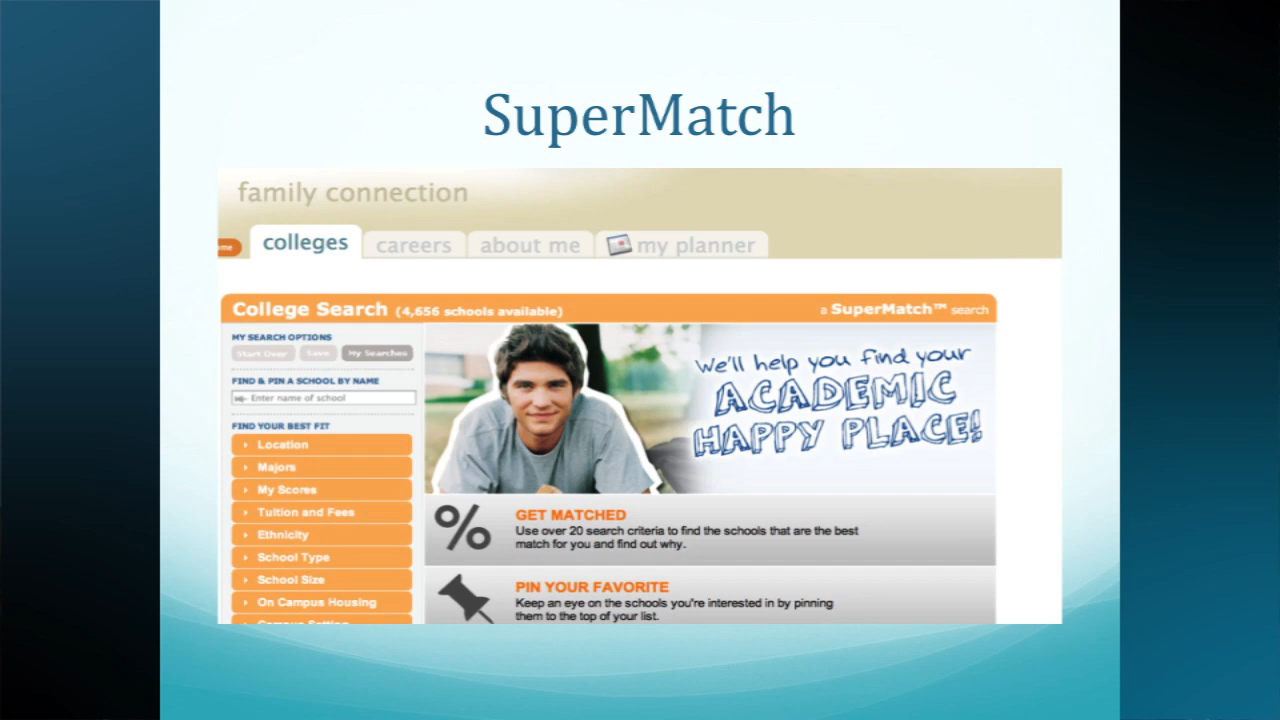 SuperMatch
family connection
colleges
careers
about me
my planner
College Search (4,656 schools available)
a SuperMatch™ search
MY SEARCH OPTIONS
Start Over
Save
My Searches
FIND & PIN A SCHOOL BY NAME
Enter name of school
FIND YOUR BEST FIT
Location
Majors
My Scores
Tuition and Fees
Ethnicity
School Type
School Size
On Campus Housing
Campus Setting
We'll help you find your
ACADEMIC
HAPPY PLACE!
%
GET MATCHED
Use over 20 search criteria to find the schools that are the best
match for you and find out why.
PIN YOUR FAVORITE
Keep an eye on the schools you're interested in by pinning
them to the top of your list.